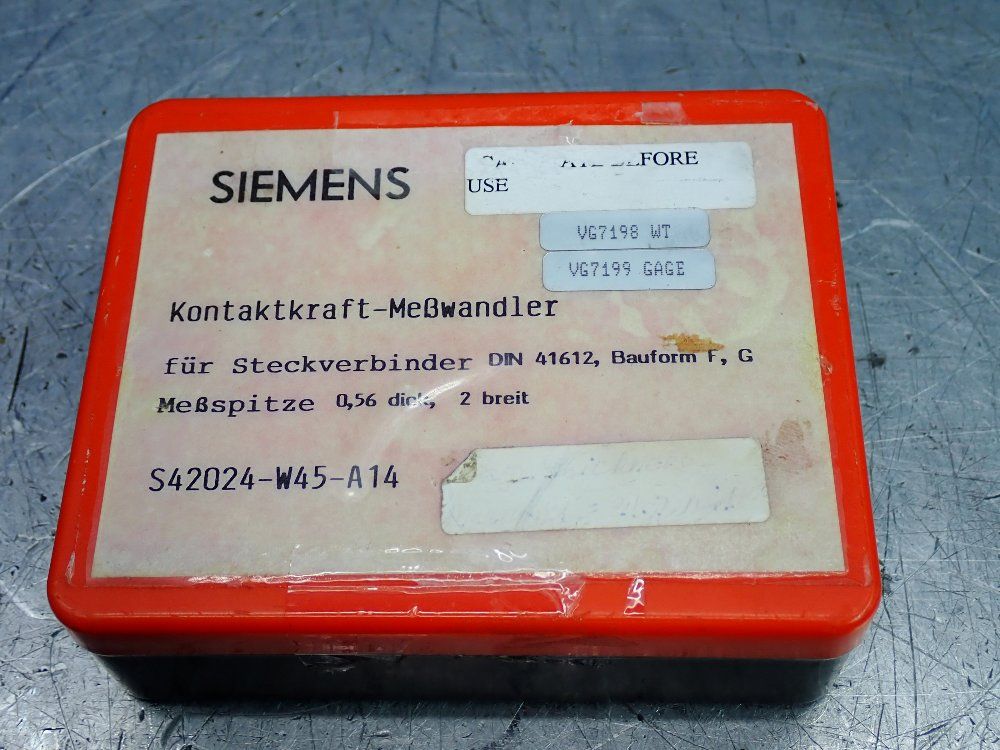 SIEMENS
BEFORE
USE
VG7198 WT
VG7199 GAGE
Kontaktkraft-Meßwandler
für Steckverbinder DIN 41612, Bauform F, G
Meßspitze 0,56 dick, 2 breit
S42024-W45-A14